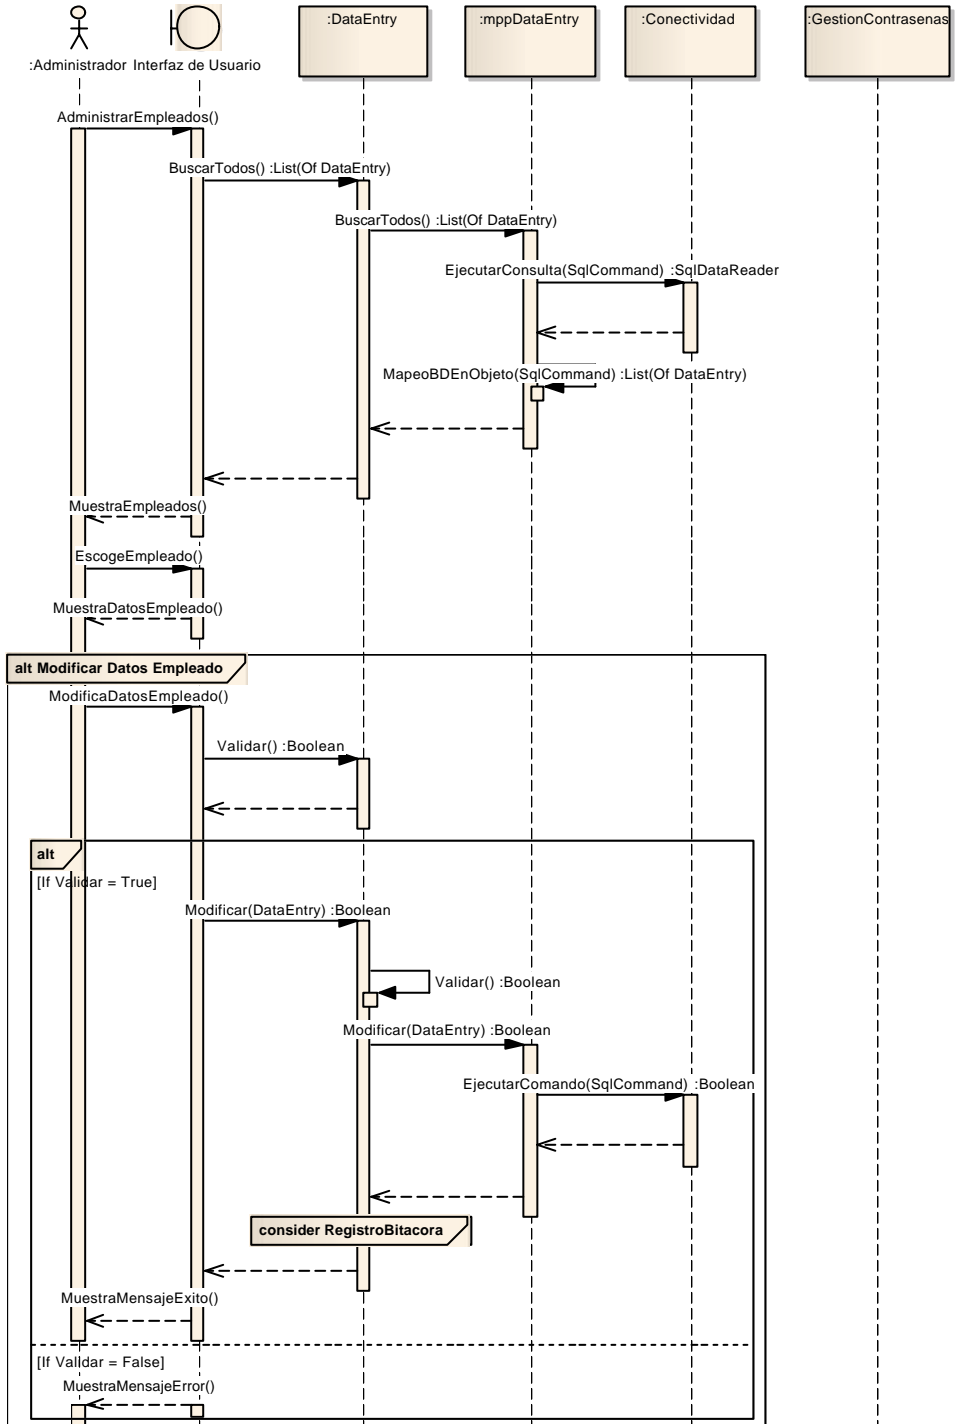 :DataEntry
:mppDataEntry
:Conectividad
:GestionContrasenas
:Administrador
Interfaz de Usuario
AdministrarEmpleados()
BuscarTodos() :List(Of DataEntry)
BuscarTodos() :List(Of DataEntry)
EjecutarConsulta(SqlCommand) :SqlDataReader
MapeoBDEnObjeto(SqlCommand) :List(Of DataEntry)
MuestraEmpleados()
EscogeEmpleado()
MuestraDatosEmpleado()
alt Modificar Datos Empleado
ModificaDatosEmpleado()
Validar() :Boolean
alt
[If Validar = True]
Modificar(DataEntry) :Boolean
Validar() :Boolean
Modificar(DataEntry) :Boolean
EjecutarComando(SqlCommand) :Boolean
consider RegistroBitacora
MuestraMensajeExito()
[If Validar = False]
MuestraMensajeError()